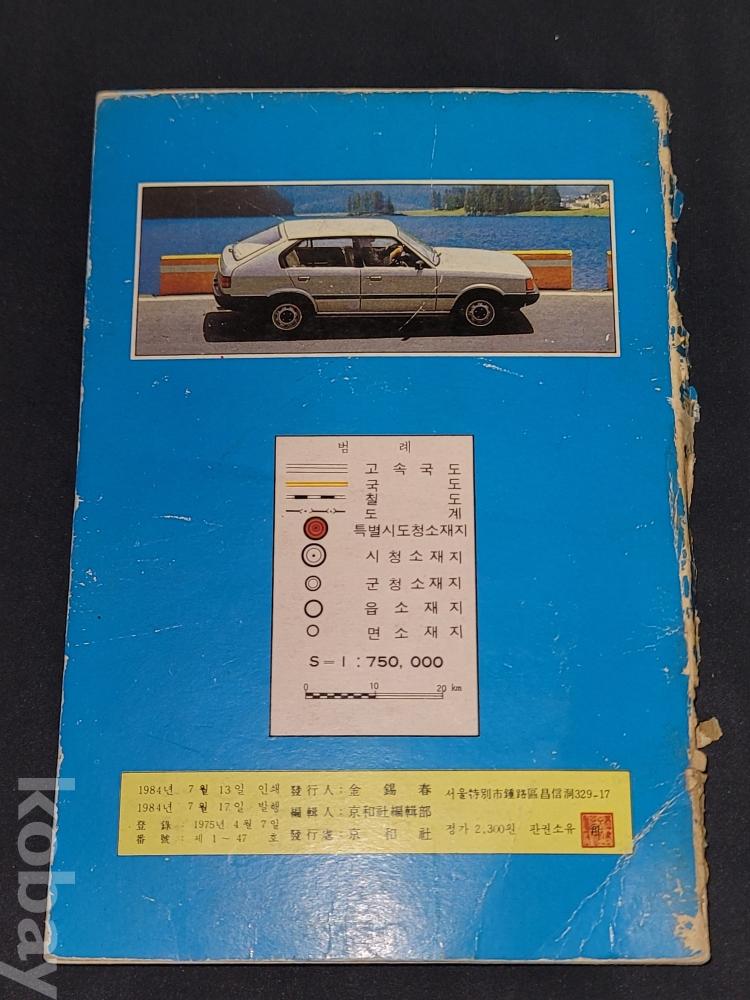 범 례
고속국도
국 도
철 도
도 계
특별시도청소재지
시청소재지
군청소재지
읍소재지
면소재지
S=1:750,000
0 10 20 km
1984년 7월 13일 인쇄 發行人: 金錫春 서울特別市鍾路區昌信洞329-17
1984년 7월 17일 발행 編輯人: 京和社編輯部
登錄: 1975년 4월 7일
番號: 제1~47호 發行處: 京和社 정가 2,300원 판권소유
kobay